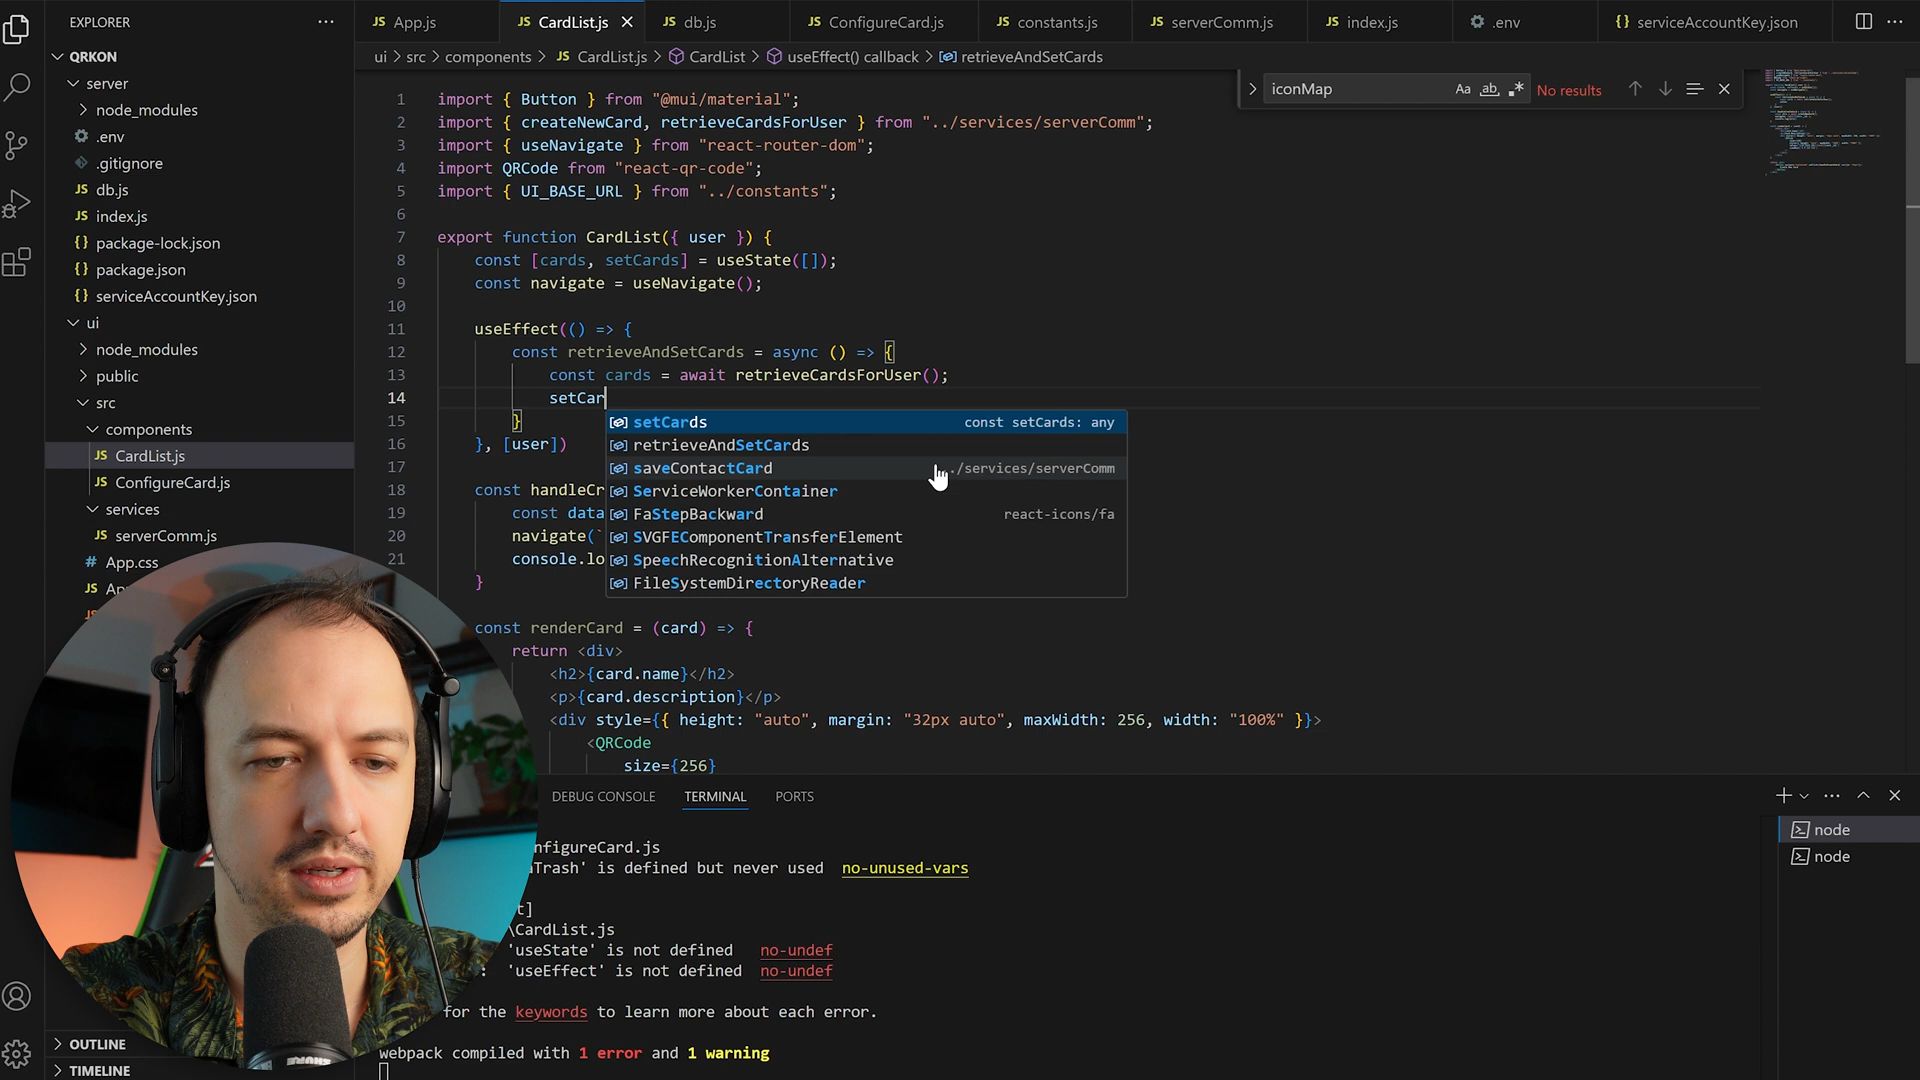 EXPLORER
App.js
CardList.js
db.js
ConfigureCard.js
constants.js
serverComm.js
index.js
.env
{} serviceAccountKey.json
ui > src > components > JS CardList.js > CardList > useEffect() callback > retrieveAndSetCards
QRKON
server
node_modules
.env
.gitignore
JS db.js
JS index.js
{} package-lock.json
{} package.json
{} serviceAccountKey.json
ui
node_modules
public
src
components
JS CardList.js
JS ConfigureCard.js
services
JS serverComm.js
# App.css
JS Ap
OUTLINE
TIMELINE
iconMap
Aa
ab
No results
1 import { Button } from "@mui/material";
2 import { createNewCard, retrieveCardsForUser } from "../services/serverComm";
3 import { useNavigate } from "react-router-dom";
4 import QRCode from "react-qr-code";
5 import { UI_BASE_URL } from "../constants";
6
7 export function CardList({ user }) {
8 const [cards, setCards] = useState([]);
9 const navigate = useNavigate();
10
11 useEffect(() => {
12 const retrieveAndSetCards = async () => {
13 const cards = await retrieveCardsForUser();
14 setCar
15 }
16 }, [user])
17
18 const handleCr
19 const data
20 navigate(`
21 console.lo
}
const renderCard = (card) => {
return <div>
<h2>{card.name}</h2>
<p>{card.description}</p>
<div style={{ height: "auto", margin: "32px auto", maxWidth: 256, width: "100%" }}>
<QRCode
size={256}
setCards const setCards: any
retrieveAndSetCards
saveContactCard ./services/serverComm
ServiceWorkerContainer
FaStepBackward react-icons/fa
SVGFEComponentTransferElement
SpeechRecognitionAlternative
FileSystemDirectoryReader
DEBUG CONSOLE
TERMINAL
PORTS
node
node
nfigureCard.js
Trash' is defined but never used no-unused-vars
t]
\CardList.js
'useState' is not defined no-undef
: 'useEffect' is not defined no-undef
for the keywords to learn more about each error.
webpack compiled with 1 error and 1 warning
SHURE